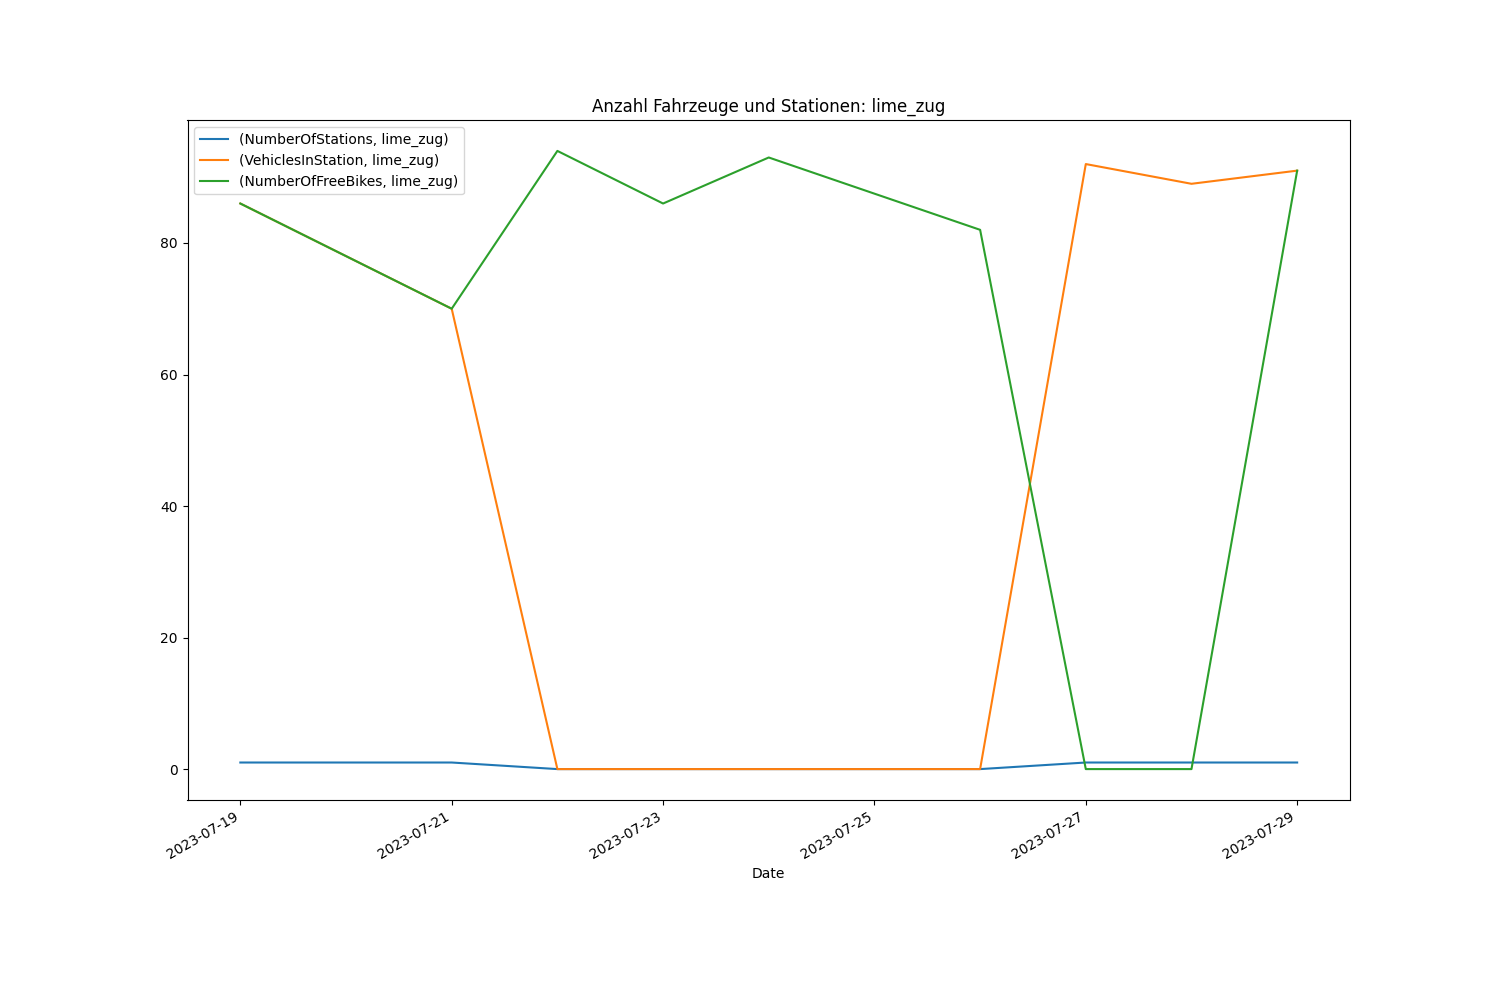 Anzahl Fahrzeuge und Stationen: lime_zug
(NumberOfStations, lime_zug)
(VehiclesInStation, lime_zug)
(NumberOfFreeBikes, lime_zug)
80
60
40
20
0
2023-07-19
2023-07-21
2023-07-23
2023-07-25
2023-07-27
2023-07-29
Date